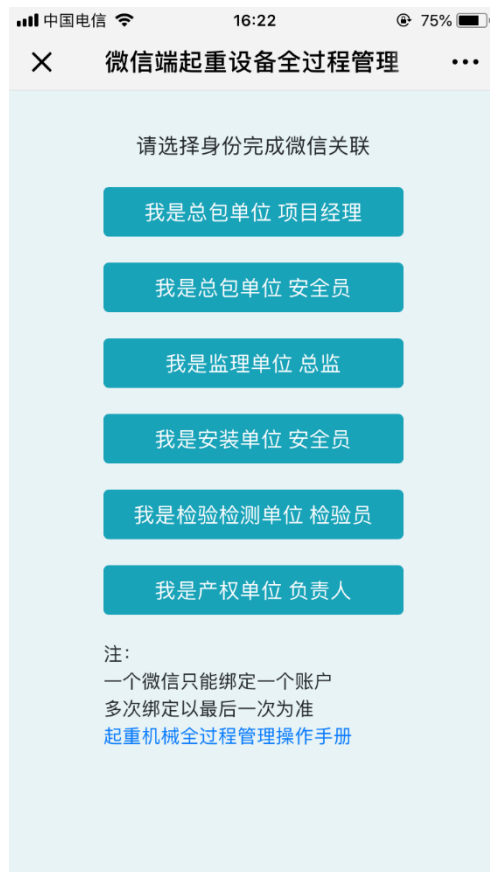 中国电信 16:22 75%
微信端起重设备全过程管理
请选择身份完成微信关联
我是总包单位 项目经理
我是总包单位 安全员
我是监理单位 总监
我是安装单位 安全员
我是检验检测单位 检验员
我是产权单位 负责人
注：
一个微信只能绑定一个账户
多次绑定以最后一次为准
起重机械全过程管理操作手册